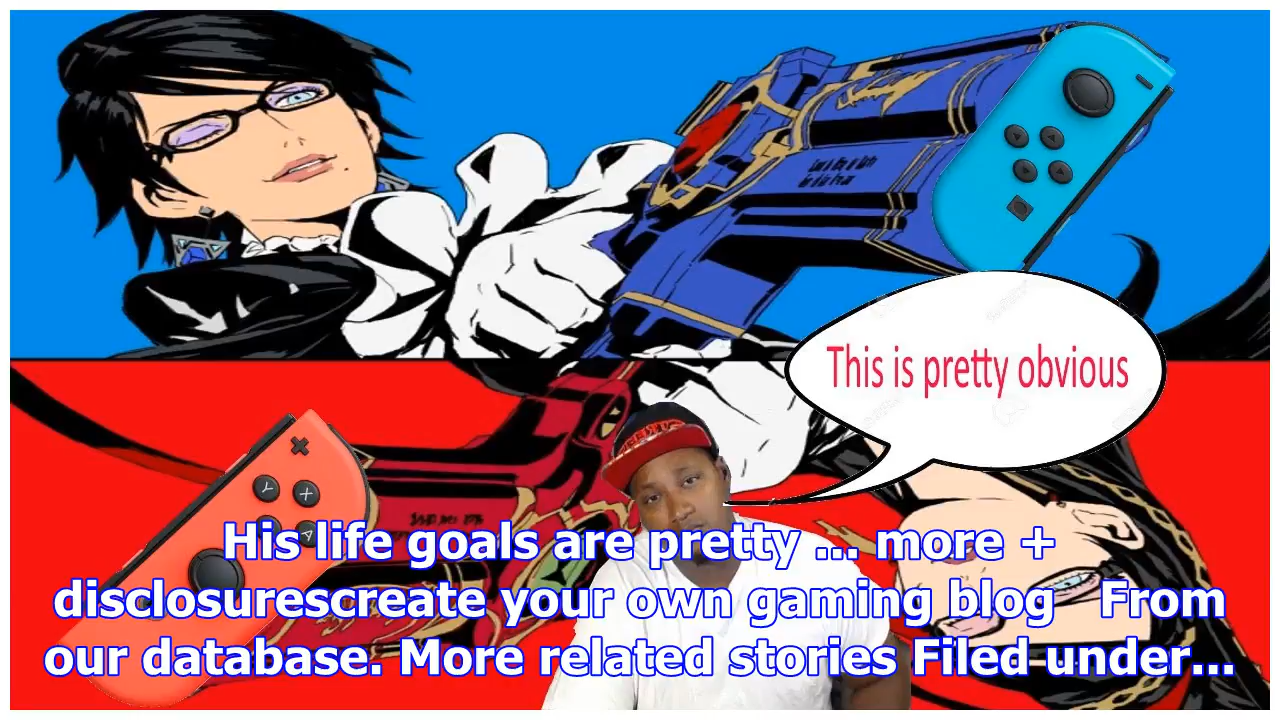 This is pretty obvious
Y
X
A
His life goals are pretty ... more +
disclosurescreate your own gaming blog From
our database. More related stories Filed under...